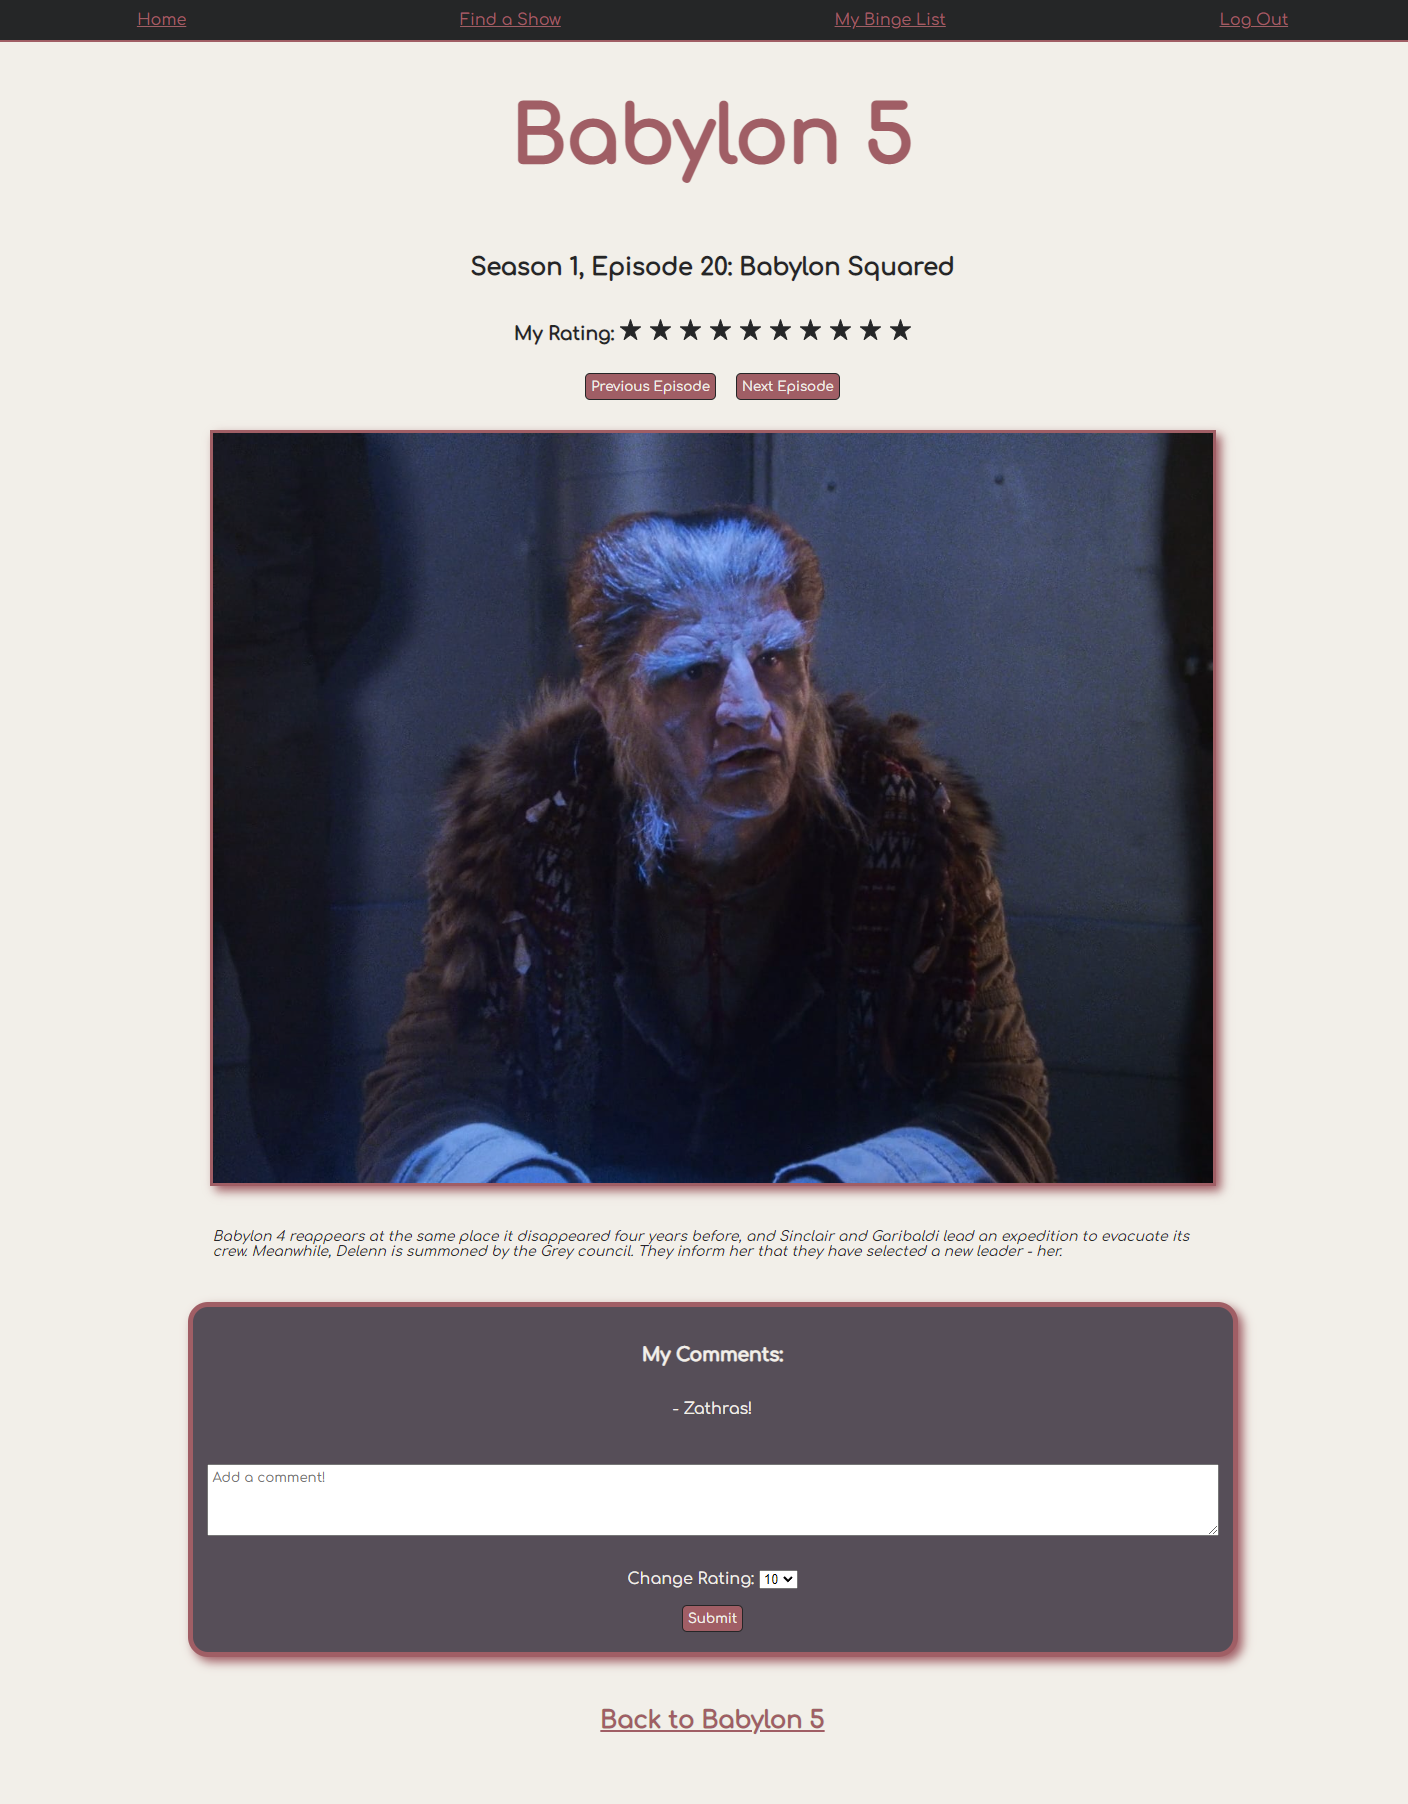 Home Find a Show My Binge List Log Out
Babylon 5
Season 1, Episode 20: Babylon Squared
My Rating: ★ ★ ★ ★ ★ ★ ★ ★ ★ ★
Previous Episode Next Episode
Babylon 4 reappears at the same place it disappeared four years before, and Sinclair and Garibaldi lead an expedition to evacuate its
crew. Meanwhile, Delenn is summoned by the Grey council. They inform her that they have selected a new leader - her.
My Comments:
- Zathras!
Add a comment!
Change Rating: 10
Submit
Back to Babylon 5